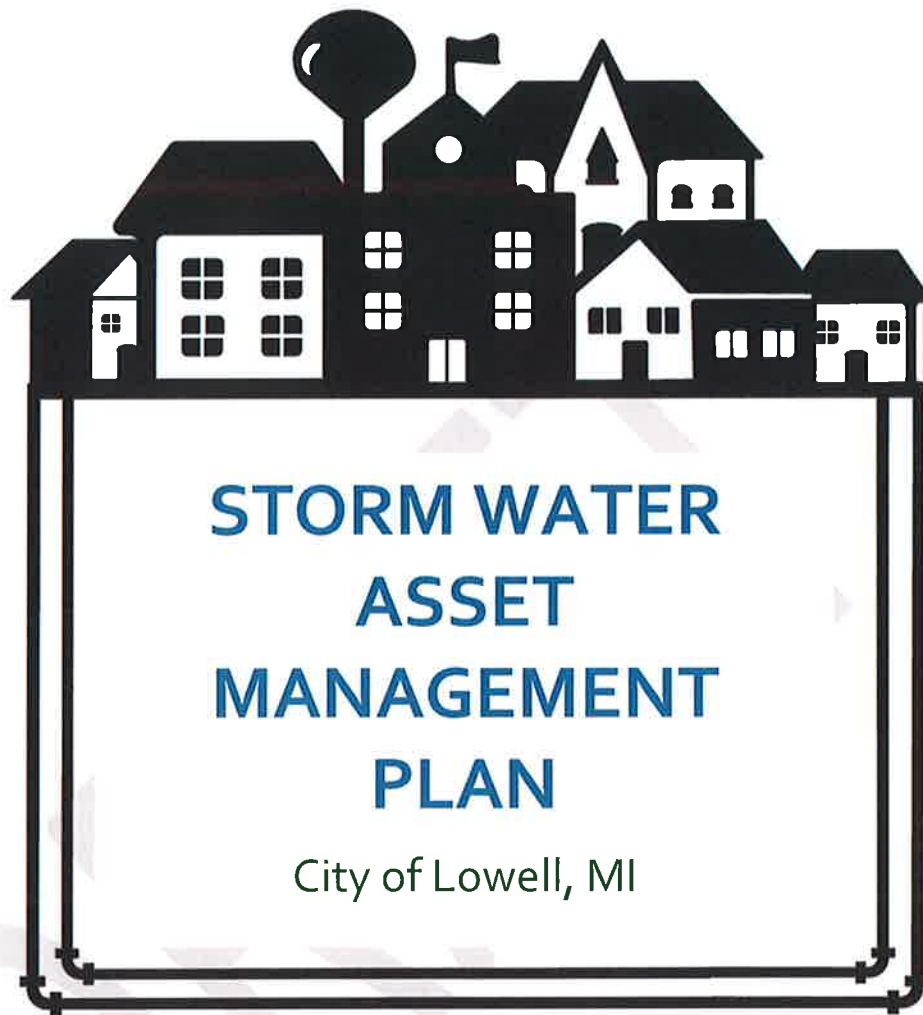 STORM WATER
ASSET
MANAGEMENT
PLAN
City of Lowell, MI